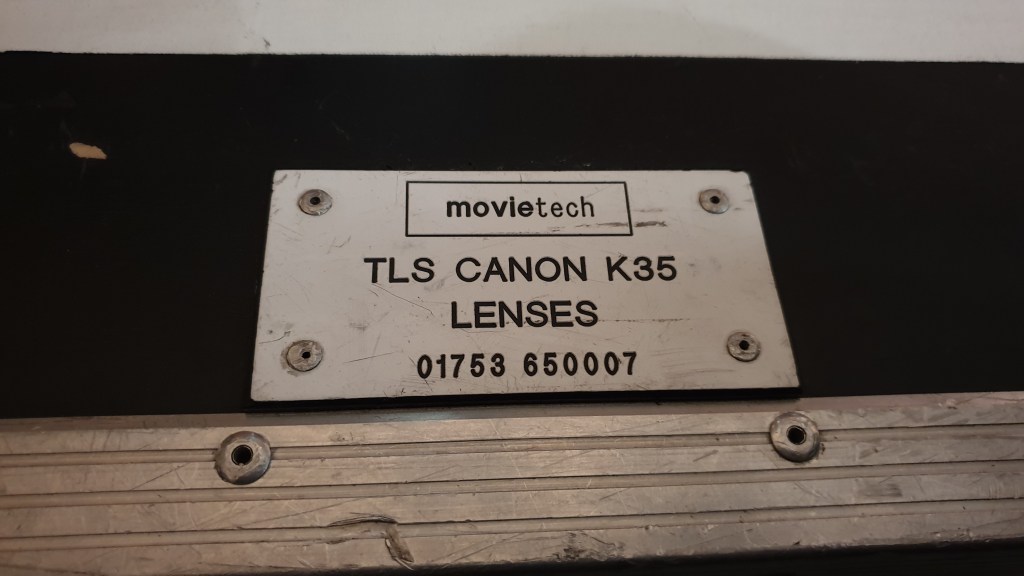 movietech
TLS CANON K35
LENSES
01753 650007